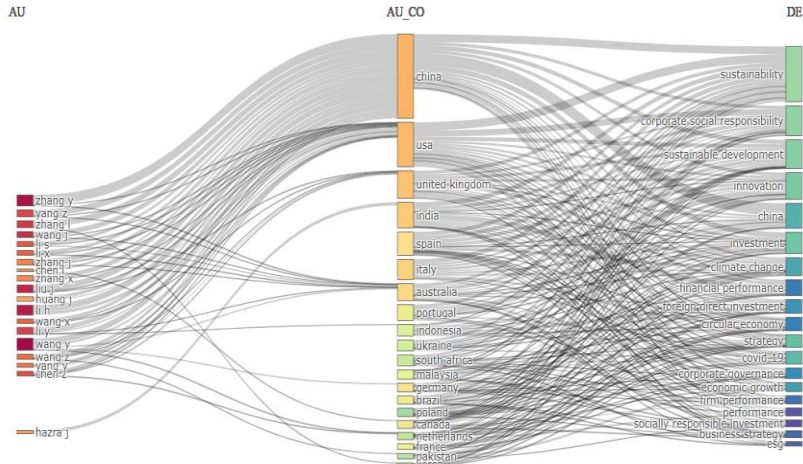 AU
AU_CO
DE
zhang y
yang z
zhang l
wang j
li s
li x
zhang j
chen l
zhang x
liu j
huang j
li h
wang x
li y
wang y
wang z
yang y
chen z
hazra j
china
usa
united kingdom
india
spain
italy
australia
portugal
indonesia
ukraine
south africa
malaysia
germany
brazil
poland
canada
netherlands
france
pakistan
sustainability
corporate social responsibility
sustainable development
innovation
china
investment
climate change
financial performance
foreign direct investment
circular economy
strategy
covid-19
corporate governance
economic growth
firm performance
performance
socially responsible investment
business strategy
esg